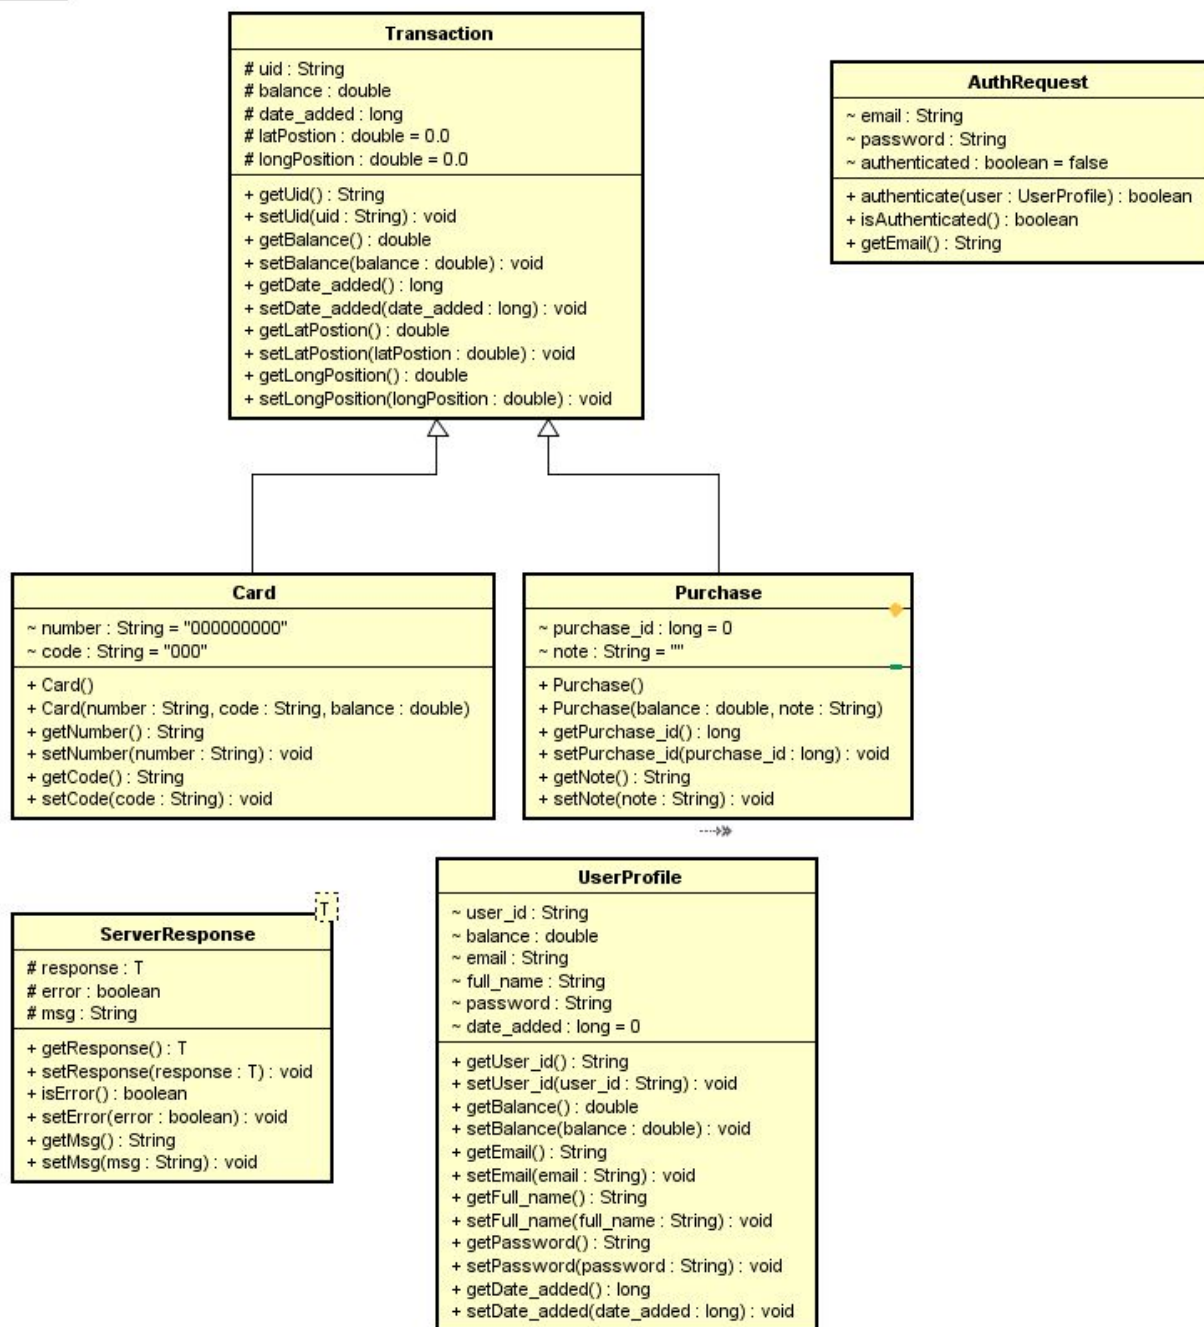 Transaction
# uid : String
# balance : double
# date_added : long
# latPostion : double = 0.0
# longPosition : double = 0.0
+ getUid() : String
+ setUid(uid : String) : void
+ getBalance() : double
+ setBalance(balance : double) : void
+ getDate_added() : long
+ setDate_added(date_added : long) : void
+ getLatPostion() : double
+ setLatPostion(latPostion : double) : void
+ getLongPosition() : double
+ setLongPosition(longPosition : double) : void
AuthRequest
~ email : String
~ password : String
~ authenticated : boolean = false
+ authenticate(user : UserProfile) : boolean
+ isAuthenticated() : boolean
+ getEmail() : String
Card
~ number : String = "000000000"
~ code : String = "000"
+ Card()
+ Card(number : String, code : String, balance : double)
+ getNumber() : String
+ setNumber(number : String) : void
+ getCode() : String
+ setCode(code : String) : void
Purchase
~ purchase_id : long = 0
~ note : String = ""
+ Purchase()
+ Purchase(balance : double, note : String)
+ getPurchase_id() : long
+ setPurchase_id(purchase_id : long) : void
+ getNote() : String
+ setNote(note : String) : void
T
ServerResponse
# response : T
# error : boolean
# msg : String
+ getResponse() : T
+ setResponse(response : T) : void
+ isError() : boolean
+ setError(error : boolean) : void
+ getMsg() : String
+ setMsg(msg : String) : void
UserProfile
~ user_id : String
~ balance : double
~ email : String
~ full_name : String
~ password : String
~ date_added : long = 0
+ getUser_id() : String
+ setUser_id(user_id : String) : void
+ getBalance() : double
+ setBalance(balance : double) : void
+ getEmail() : String
+ setEmail(email : String) : void
+ getFull_name() : String
+ setFull_name(full_name : String) : void
+ getPassword() : String
+ setPassword(password : String) : void
+ getDate_added() : long
+ setDate_added(date_added : long) : void